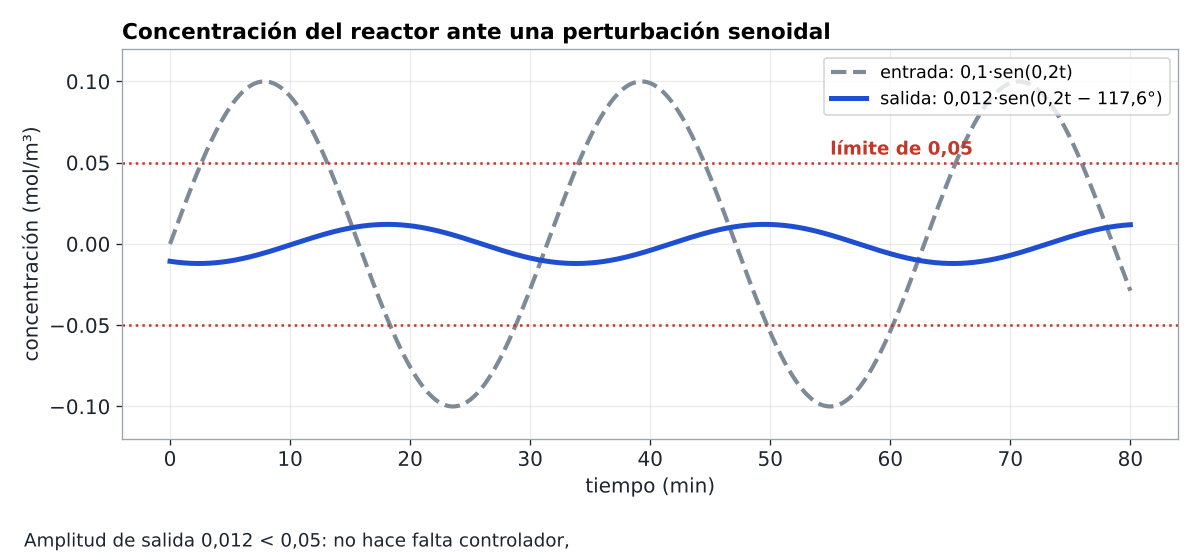 Concentración del reactor ante una perturbación senoidal
concentración (mol/m³)
0.10
0.05
0.00
−0.05
−0.10
entrada: 0,1·sen(0,2t)
salida: 0,012·sen(0,2t − 117,6°)
límite de 0,05
0 10 20 30 40 50 60 70 80
tiempo (min)
Amplitud de salida 0,012 < 0,05: no hace falta controlador,